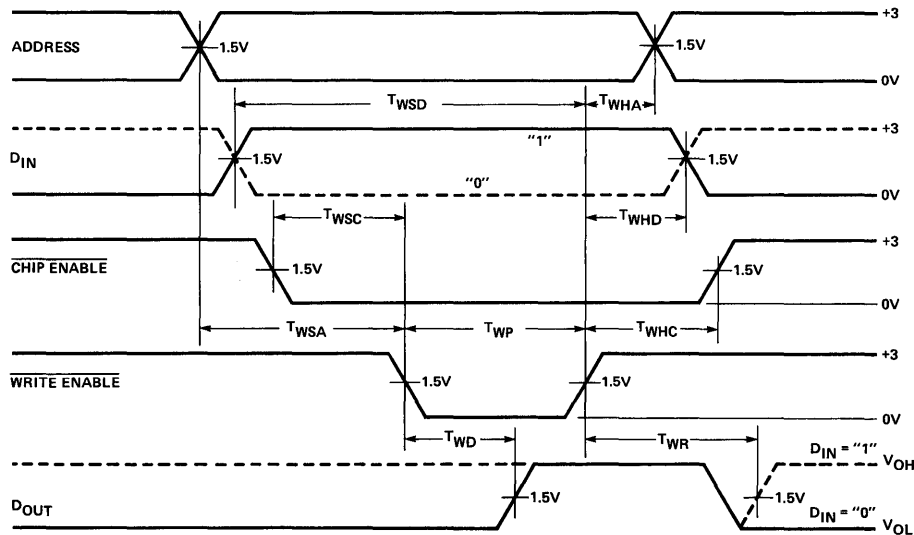 +3
ADDRESS
1.5V
1.5V
0V
TWSD
TWHA
+3
DIN
1.5V
"1"
1.5V
"0"
0V
TWSC
TWHD
+3
CHIP ENABLE
1.5V
1.5V
0V
TWSA
TWP
TWHC
+3
WRITE ENABLE
1.5V
1.5V
0V
TWD
TWR
DIN = "1"
VOH
DOUT
1.5V
1.5V
DIN = "0"
VOL